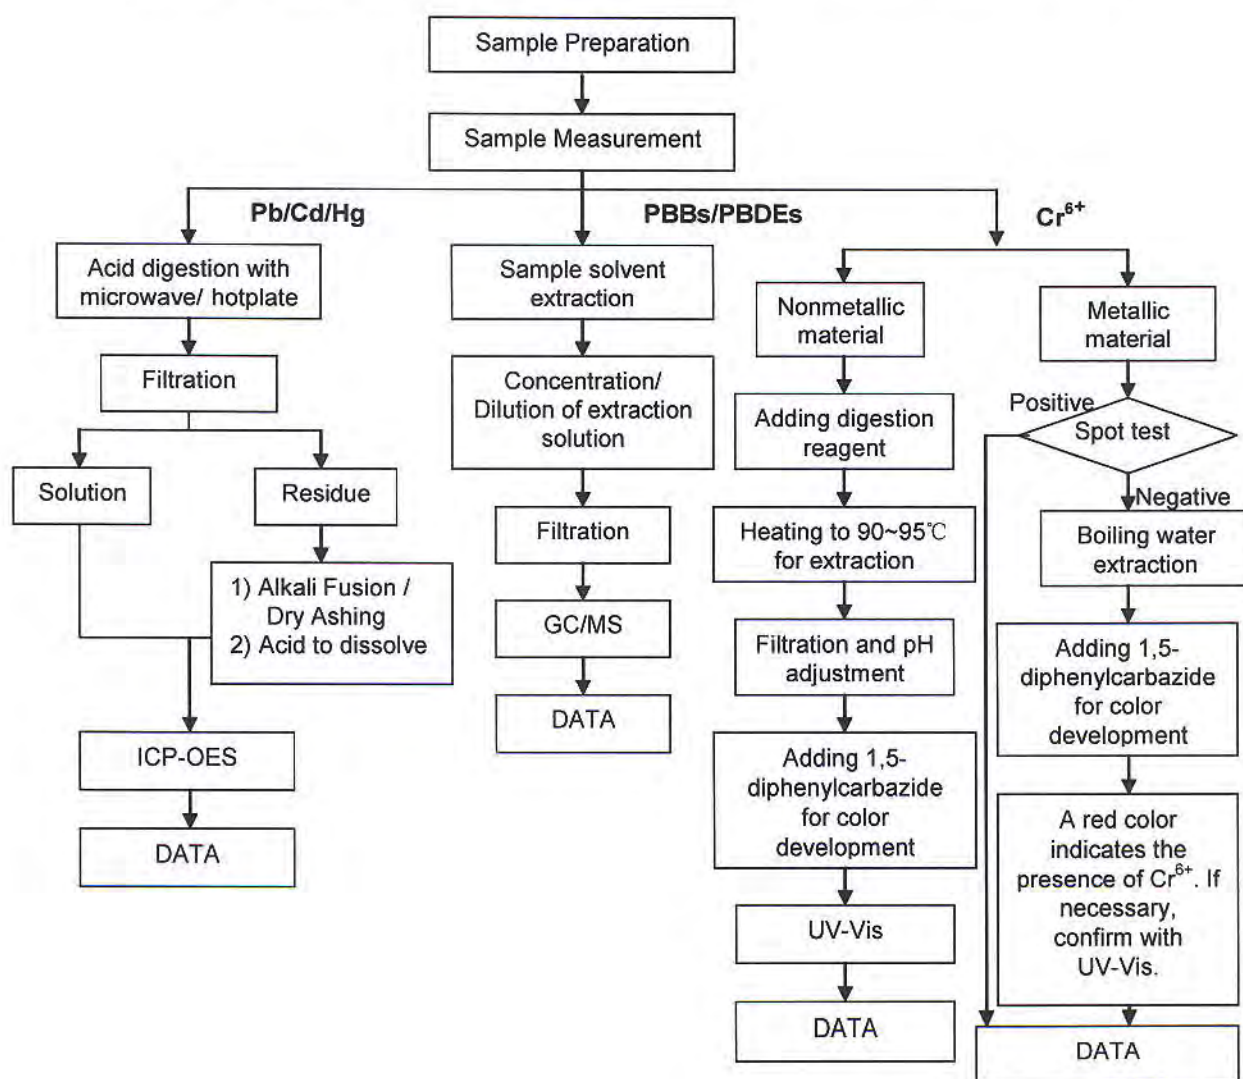 Sample Preparation
Sample Measurement
Pb/Cd/Hg
Acid digestion with
microwave/ hotplate
Filtration
Solution
Residue
1) Alkali Fusion /
Dry Ashing
2) Acid to dissolve
ICP-OES
DATA
PBBs/PBDEs
Sample solvent
extraction
Concentration/
Dilution of extraction
solution
Filtration
GC/MS
DATA
Cr⁶⁺
Nonmetallic
material
Adding digestion
reagent
Heating to 90~95℃
for extraction
Filtration and pH
adjustment
Adding 1,5-
diphenylcarbazide
for color
development
UV-Vis
DATA
Metallic
material
Positive
Spot test
Negative
Boiling water
extraction
Adding 1,5-
diphenylcarbazide
for color
development
A red color
indicates the
presence of Cr⁶⁺. If
necessary,
confirm with
UV-Vis.
DATA